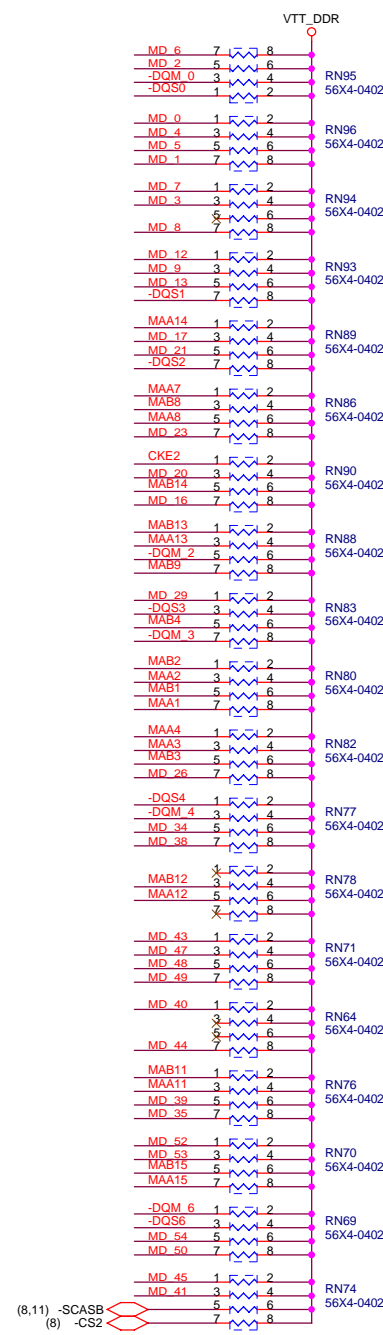 VTT_DDR
MD_6 7 8
MD_2 5 6
-DQM_0 3 4 RN95
-DQS0 1 2 56X4-0402
MD_0 1 2
MD_4 3 4 RN96
MD_5 5 6 56X4-0402
MD_1 7 8
MD_7 1 2
MD_3 3 4 RN94
5 6 56X4-0402
MD_8 7 8
MD_12 1 2
MD_9 3 4 RN93
MD_13 5 6 56X4-0402
-DQS1 7 8
MAA14 1 2
MD_17 3 4 RN89
MD_21 5 6 56X4-0402
-DQS2 7 8
MAA7 1 2
MAB8 3 4 RN86
MAA8 5 6 56X4-0402
MD_23 7 8
CKE2 1 2
MD_20 3 4 RN90
MAB14 5 6 56X4-0402
MD_16 7 8
MAB13 1 2
MAA13 3 4 RN88
-DQM_2 5 6 56X4-0402
MAB9 7 8
MD_29 1 2
-DQS3 3 4 RN83
MAB4 5 6 56X4-0402
-DQM_3 7 8
MAB2 1 2
MAA2 3 4 RN80
MAB1 5 6 56X4-0402
MAA1 7 8
MAA4 1 2
MAA3 3 4 RN82
MAB3 5 6 56X4-0402
MD_26 7 8
-DQS4 1 2
-DQM_4 3 4 RN77
MD_34 5 6 56X4-0402
MD_38 7 8
1 2
MAB12 3 4 RN78
MAA12 5 6 56X4-0402
7 8
MD_43 1 2
MD_47 3 4 RN71
MD_48 5 6 56X4-0402
MD_49 7 8
MD_40 1 2
3 4 RN64
5 6 56X4-0402
MD_44 7 8
MAB11 1 2
MAA11 3 4 RN76
MD_39 5 6 56X4-0402
MD_35 7 8
MD_52 1 2
MD_53 3 4 RN70
MAB15 5 6 56X4-0402
MAA15 7 8
-DQM_6 1 2
-DQS6 3 4 RN69
MD_54 5 6 56X4-0402
MD_50 7 8
MD_45 1 2
MD_41 3 4 RN74
(8,11) -SCASB 5 6 56X4-0402
(8) -CS2 7 8